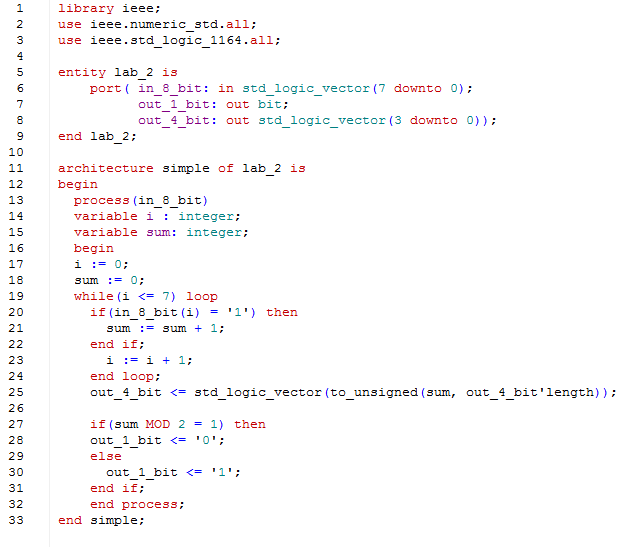 1 library ieee;
2 use ieee.numeric_std.all;
3 use ieee.std_logic_1164.all;
4
5 entity lab_2 is
6     port( in_8_bit: in std_logic_vector(7 downto 0);
7           out_1_bit: out bit;
8           out_4_bit: out std_logic_vector(3 downto 0));
9 end lab_2;
10
11 architecture simple of lab_2 is
12 begin
13   process(in_8_bit)
14   variable i : integer;
15   variable sum: integer;
16   begin
17   i := 0;
18   sum := 0;
19   while(i <= 7) loop
20     if(in_8_bit(i) = '1') then
21       sum := sum + 1;
22     end if;
23       i := i + 1;
24     end loop;
25     out_4_bit <= std_logic_vector(to_unsigned(sum, out_4_bit'length));
26
27     if(sum MOD 2 = 1) then
28     out_1_bit <= '0';
29     else
30       out_1_bit <= '1';
31     end if;
32     end process;
33 end simple;